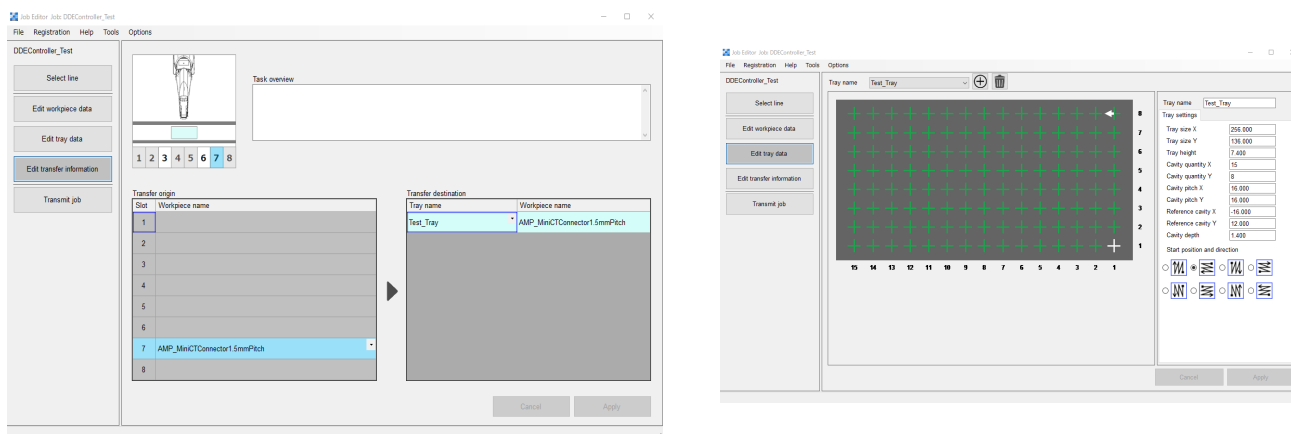 Job Editor Job: DDEController_Test
File Registration Help Tools Options
DDEController_Test
Select line
Edit workpiece data
Edit tray data
Edit transfer information
Transmit job
Task overview
1 2 3 4 5 6 7 8
Transfer origin
Slot Workpiece name
1
2
3
4
5
6
7 AMP_MiniCTConnector1.5mmPitch
8
Transfer destination
Tray name Workpiece name
Test_Tray AMP_MiniCTConnector1.5mmPitch
Cancel Apply
Job Editor Job: DDEController_Test
File Registration Help Tools Options
DDEController_Test
Select line
Edit workpiece data
Edit tray data
Edit transfer information
Transmit job
Tray name Test_Tray
8
7
6
5
4
3
2
1
15 14 13 12 11 10 9 8 7 6 5 4 3 2 1
Tray name Test_Tray
Tray settings
Tray size X 256.000
Tray size Y 136.000
Tray height 7.400
Cavity quantity X 15
Cavity quantity Y 8
Cavity pitch X 16.000
Cavity pitch Y 16.000
Reference cavity X -16.000
Reference cavity Y 12.000
Cavity depth 1.400
Start position and direction
Cancel Apply